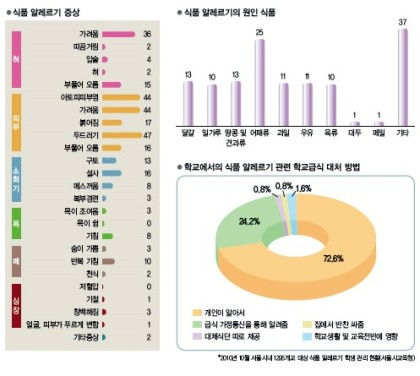 ●식품 알레르기 증상
혀
가려움 36
따끔거림 2
입술 4
혀 2
부풀어 오름 15
피부
아토피피부염 44
가려움 44
붉어짐 17
두드러기 47
부풀어 오름 16
소화기
구토 13
설사 16
메스꺼움 8
복부경련 3
목
목이 조여옴 3
목이 쉼 0
기침 8
폐
숨이 가쁨 3
반복 기침 10
천식 2
심장
저혈압 0
기절 1
창백해짐 3
얼굴, 피부가 푸르게 변함 1
기타증상 2
●식품 알레르기의 원인 식품
13 10 13 25 11 11 10 1 1 37
달걀 밀가루 땅콩 및 견과류 어패류 과일 우유 육류 대두 메밀 기타
●학교에서의 식품 알레르기 관련 학교급식 대처 방법
0.8% 0.8% 1.6%
24.2%
72.6%
개인이 알아서
급식 가정통신을 통해 알려줌 집에서 반찬 싸줌
대체식단 따로 제공 학교생활 및 교육전반에 영향
*2010년 10월 서울시내 1285개교 대상 식품 알레르기 학생 관리 현황(서울시교육청)